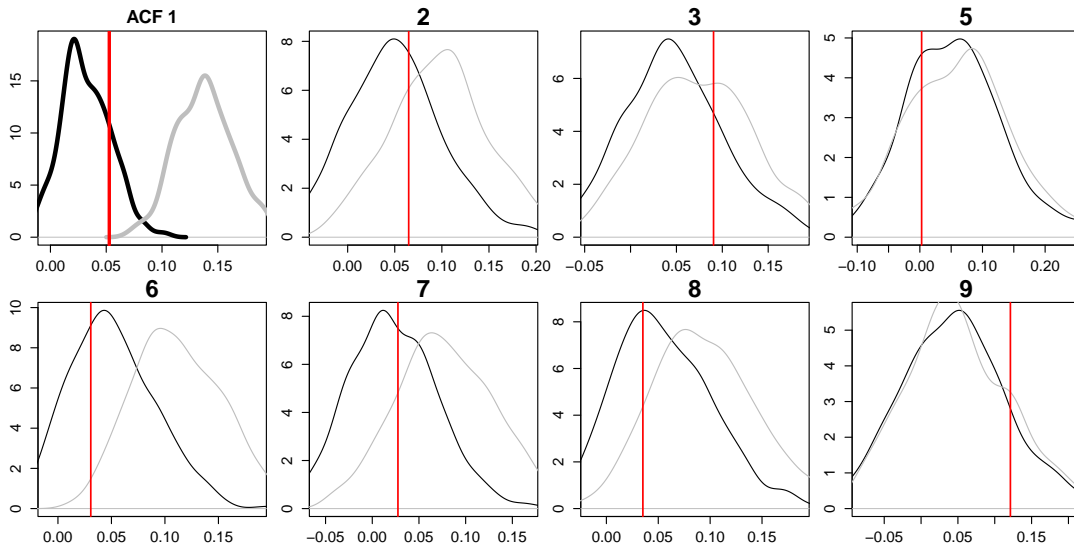 ACF 1
2
3
5
0 5 10 15
0.00 0.05 0.10 0.15
0 2 4 6 8
0.00 0.05 0.10 0.15 0.20
0 2 4 6
−0.05 0.05 0.10 0.15
0 1 2 3 4 5
−0.10 0.00 0.10 0.20
6
7
8
9
0 2 4 6 8 10
0.00 0.05 0.10 0.15
0 2 4 6 8
−0.05 0.00 0.05 0.10 0.15
0 2 4 6 8
0.00 0.05 0.10 0.15
0 1 2 3 4 5
−0.05 0.05 0.15